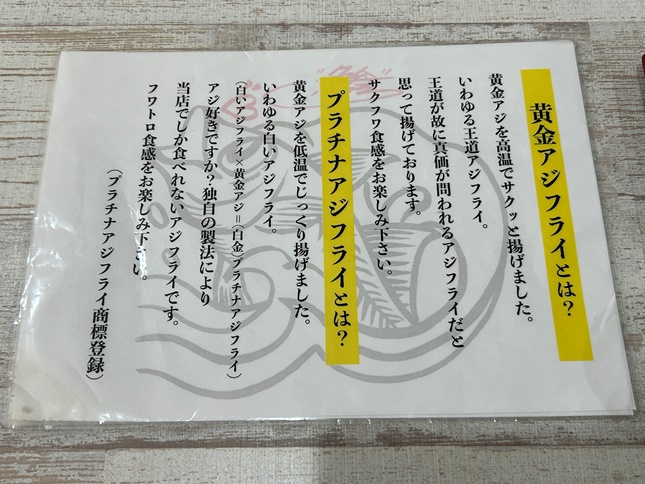 黄金アジフライとは？
黄金アジを高温でサクッと揚げました。
いわゆる王道アジフライ。
王道が故に真価が問われるアジフライだと
思って揚げております。
サクフワ食感をお楽しみ下さい。
プラチナアジフライとは？
黄金アジを低温でじっくり揚げました。
いわゆる白いアジフライ。
（白いアジフライ×黄金アジ＝（白金）プラチナアジフライ）
アジ好きですか？独自の製法により
当店でしか食べれないアジフライです。
フワトロ食感をお楽しみ下さい。
（プラチナアジフライ商標登録）